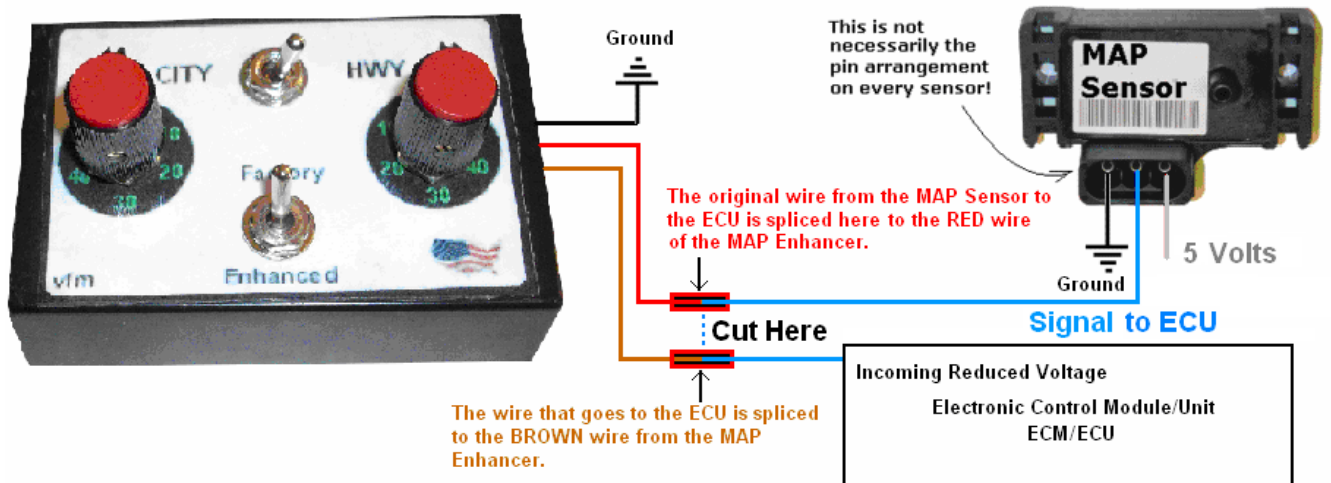 CITY
HWY
8
40
20
30
Factory
1
20
40
30
Enhanced
vfm
Ground
This is not
necessarily the
pin arrangement
on every sensor!
MAP
Sensor
The original wire from the MAP Sensor to
the ECU is spliced here to the RED wire
of the MAP Enhancer.
Ground
5 Volts
Cut Here
Signal to ECU
Incoming Reduced Voltage
Electronic Control Module/Unit
ECM/ECU
The wire that goes to the ECU is spliced
to the BROWN wire from the MAP
Enhancer.